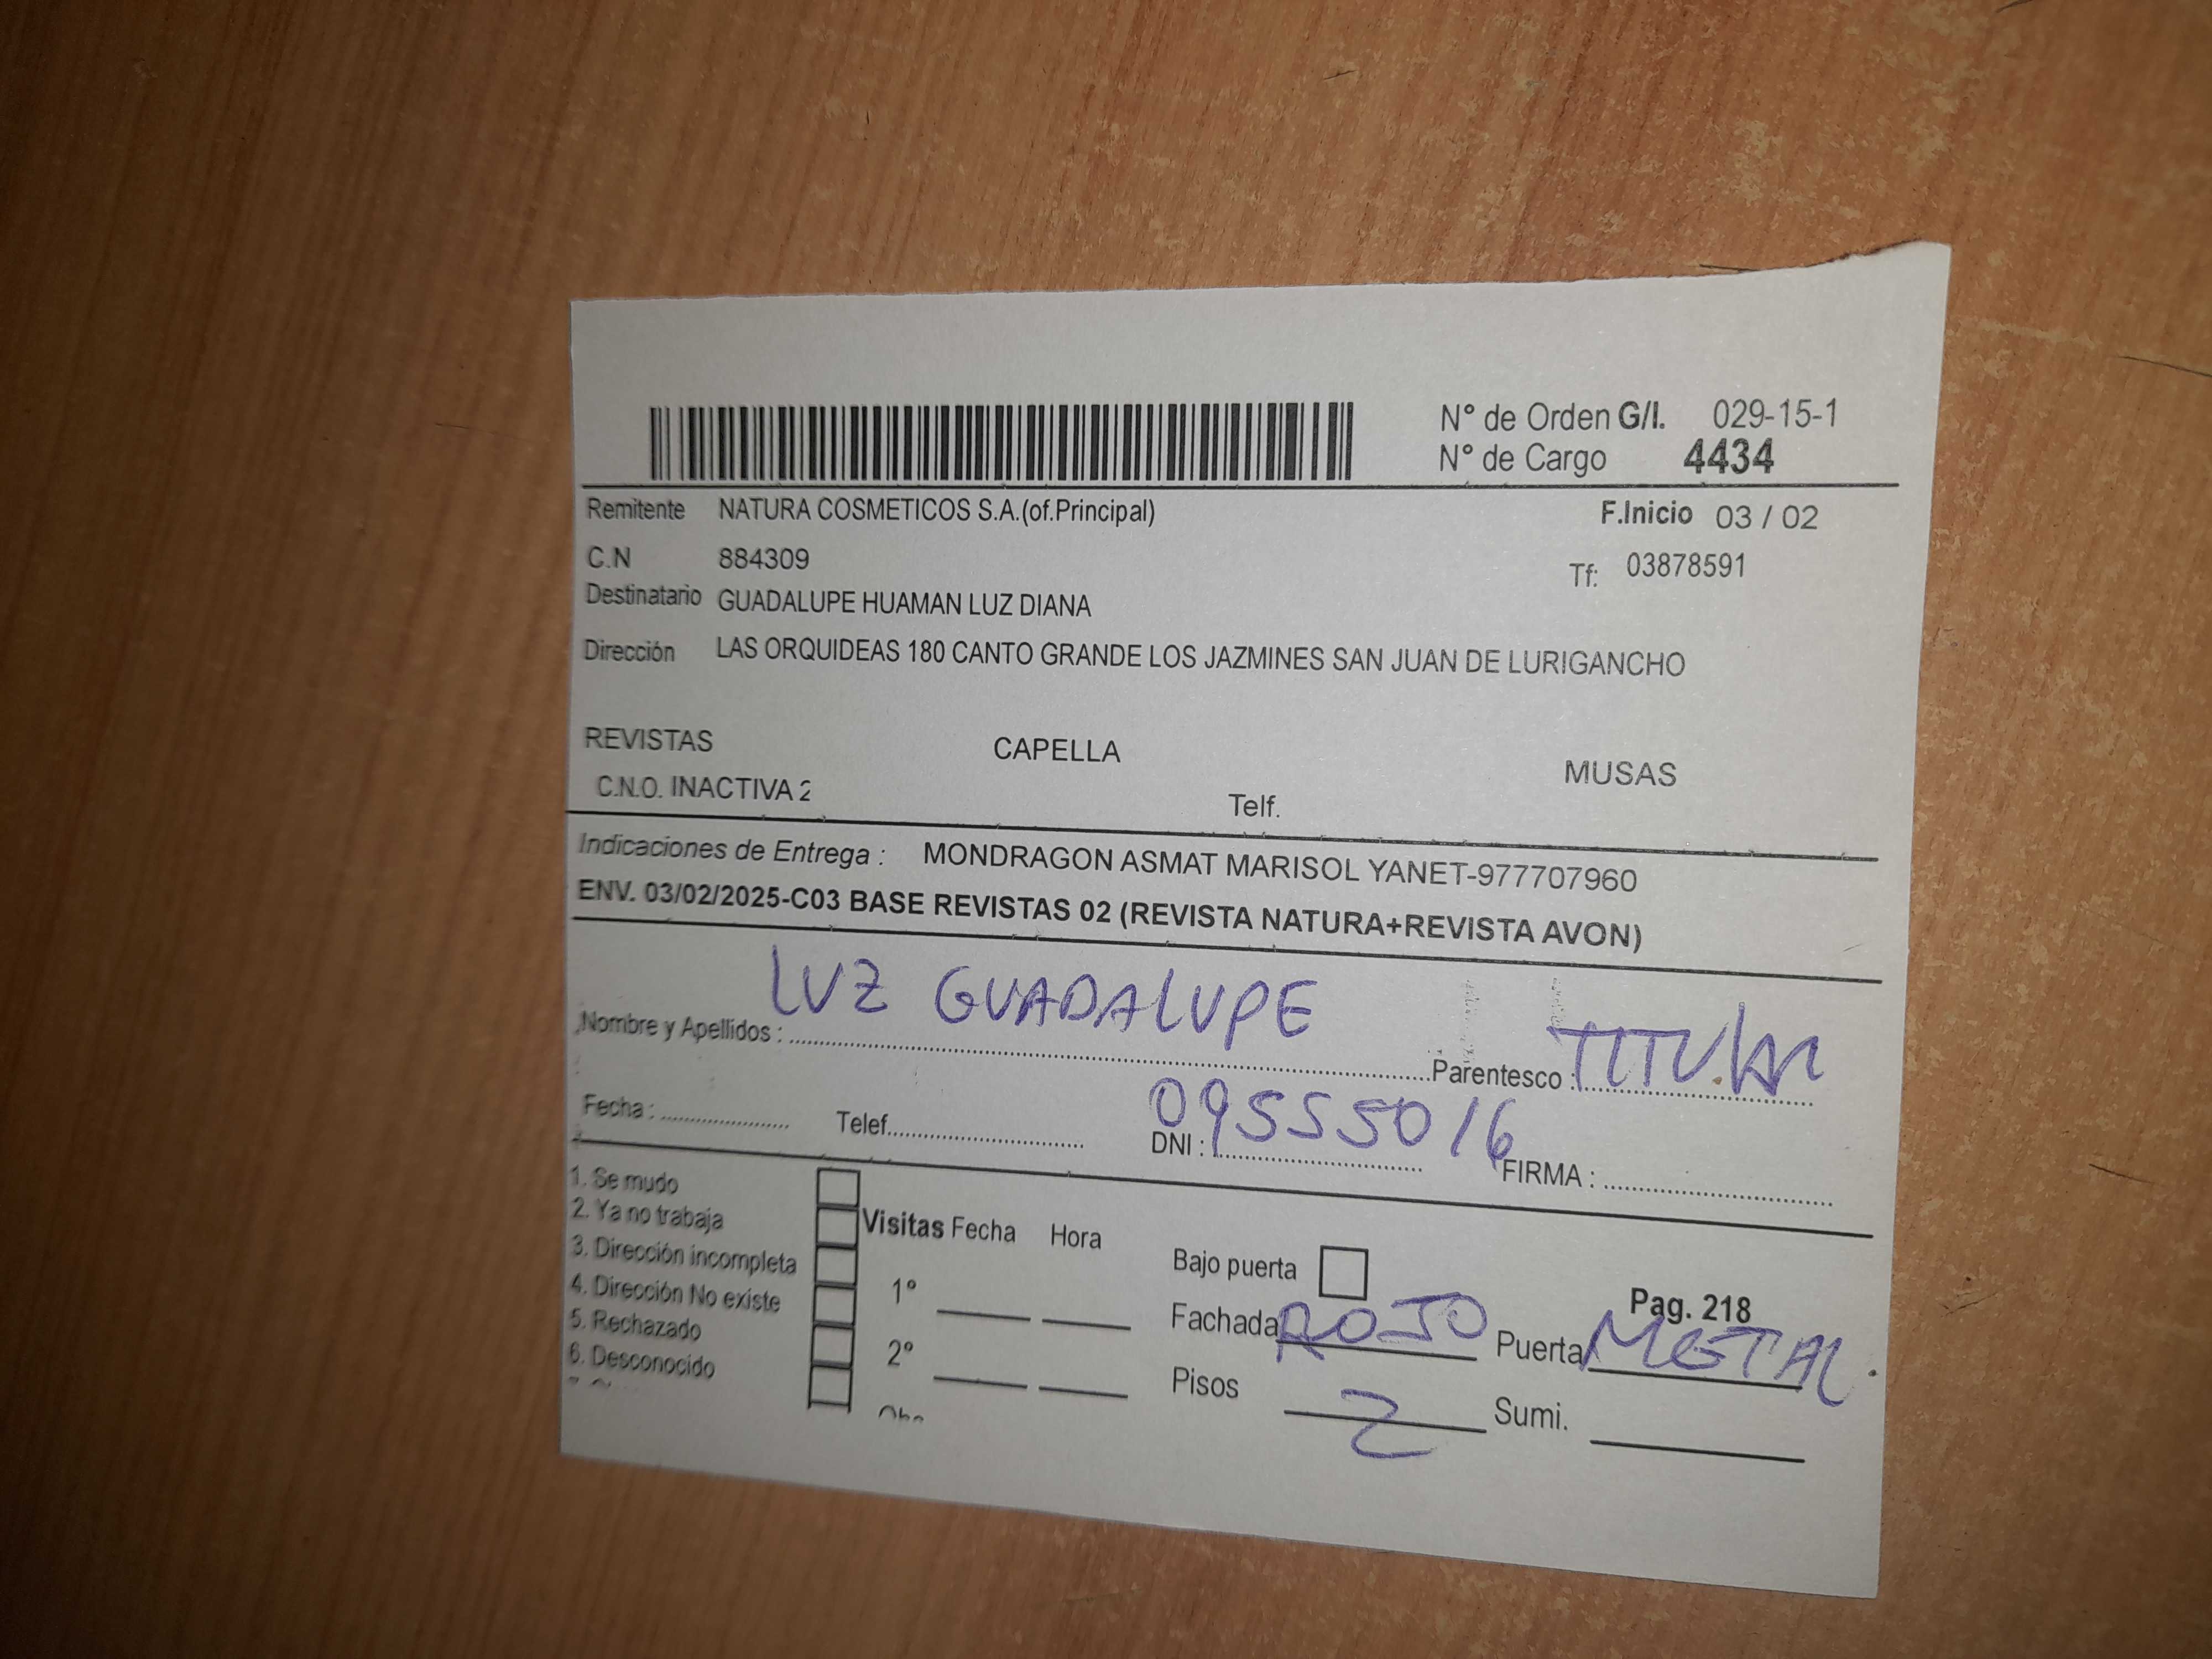 N° de Orden G/I. 029-15-1
N° de Cargo 4434
Remitente NATURA COSMETICOS S.A.(of.Principal) F.Inicio 03 / 02
C.N 884309 Tf: 03878591
Destinatario GUADALUPE HUAMAN LUZ DIANA
Dirección LAS ORQUIDEAS 180 CANTO GRANDE LOS JAZMINES SAN JUAN DE LURIGANCHO
REVISTAS CAPELLA MUSAS
C.N.O. INACTIVA 2 Telf.
Indicaciones de Entrega : MONDRAGON ASMAT MARISOL YANET-977707960
ENV. 03/02/2025-C03 BASE REVISTAS 02 (REVISTA NATURA+REVISTA AVON)
Nombre y Apellidos : LUZ GUADALUPE Parentesco : TITULAR
Fecha : Telef. DNI : 09555016 FIRMA :
1. Se mudo
2. Ya no trabaja
3. Dirección incompleta
4. Dirección No existe
5. Rechazado
6. Desconocido
Visitas Fecha Hora
1°
2°
Bajo puerta
Pag. 218
Fachada ROJO Puerta METAL.
Pisos 2 Sumi.